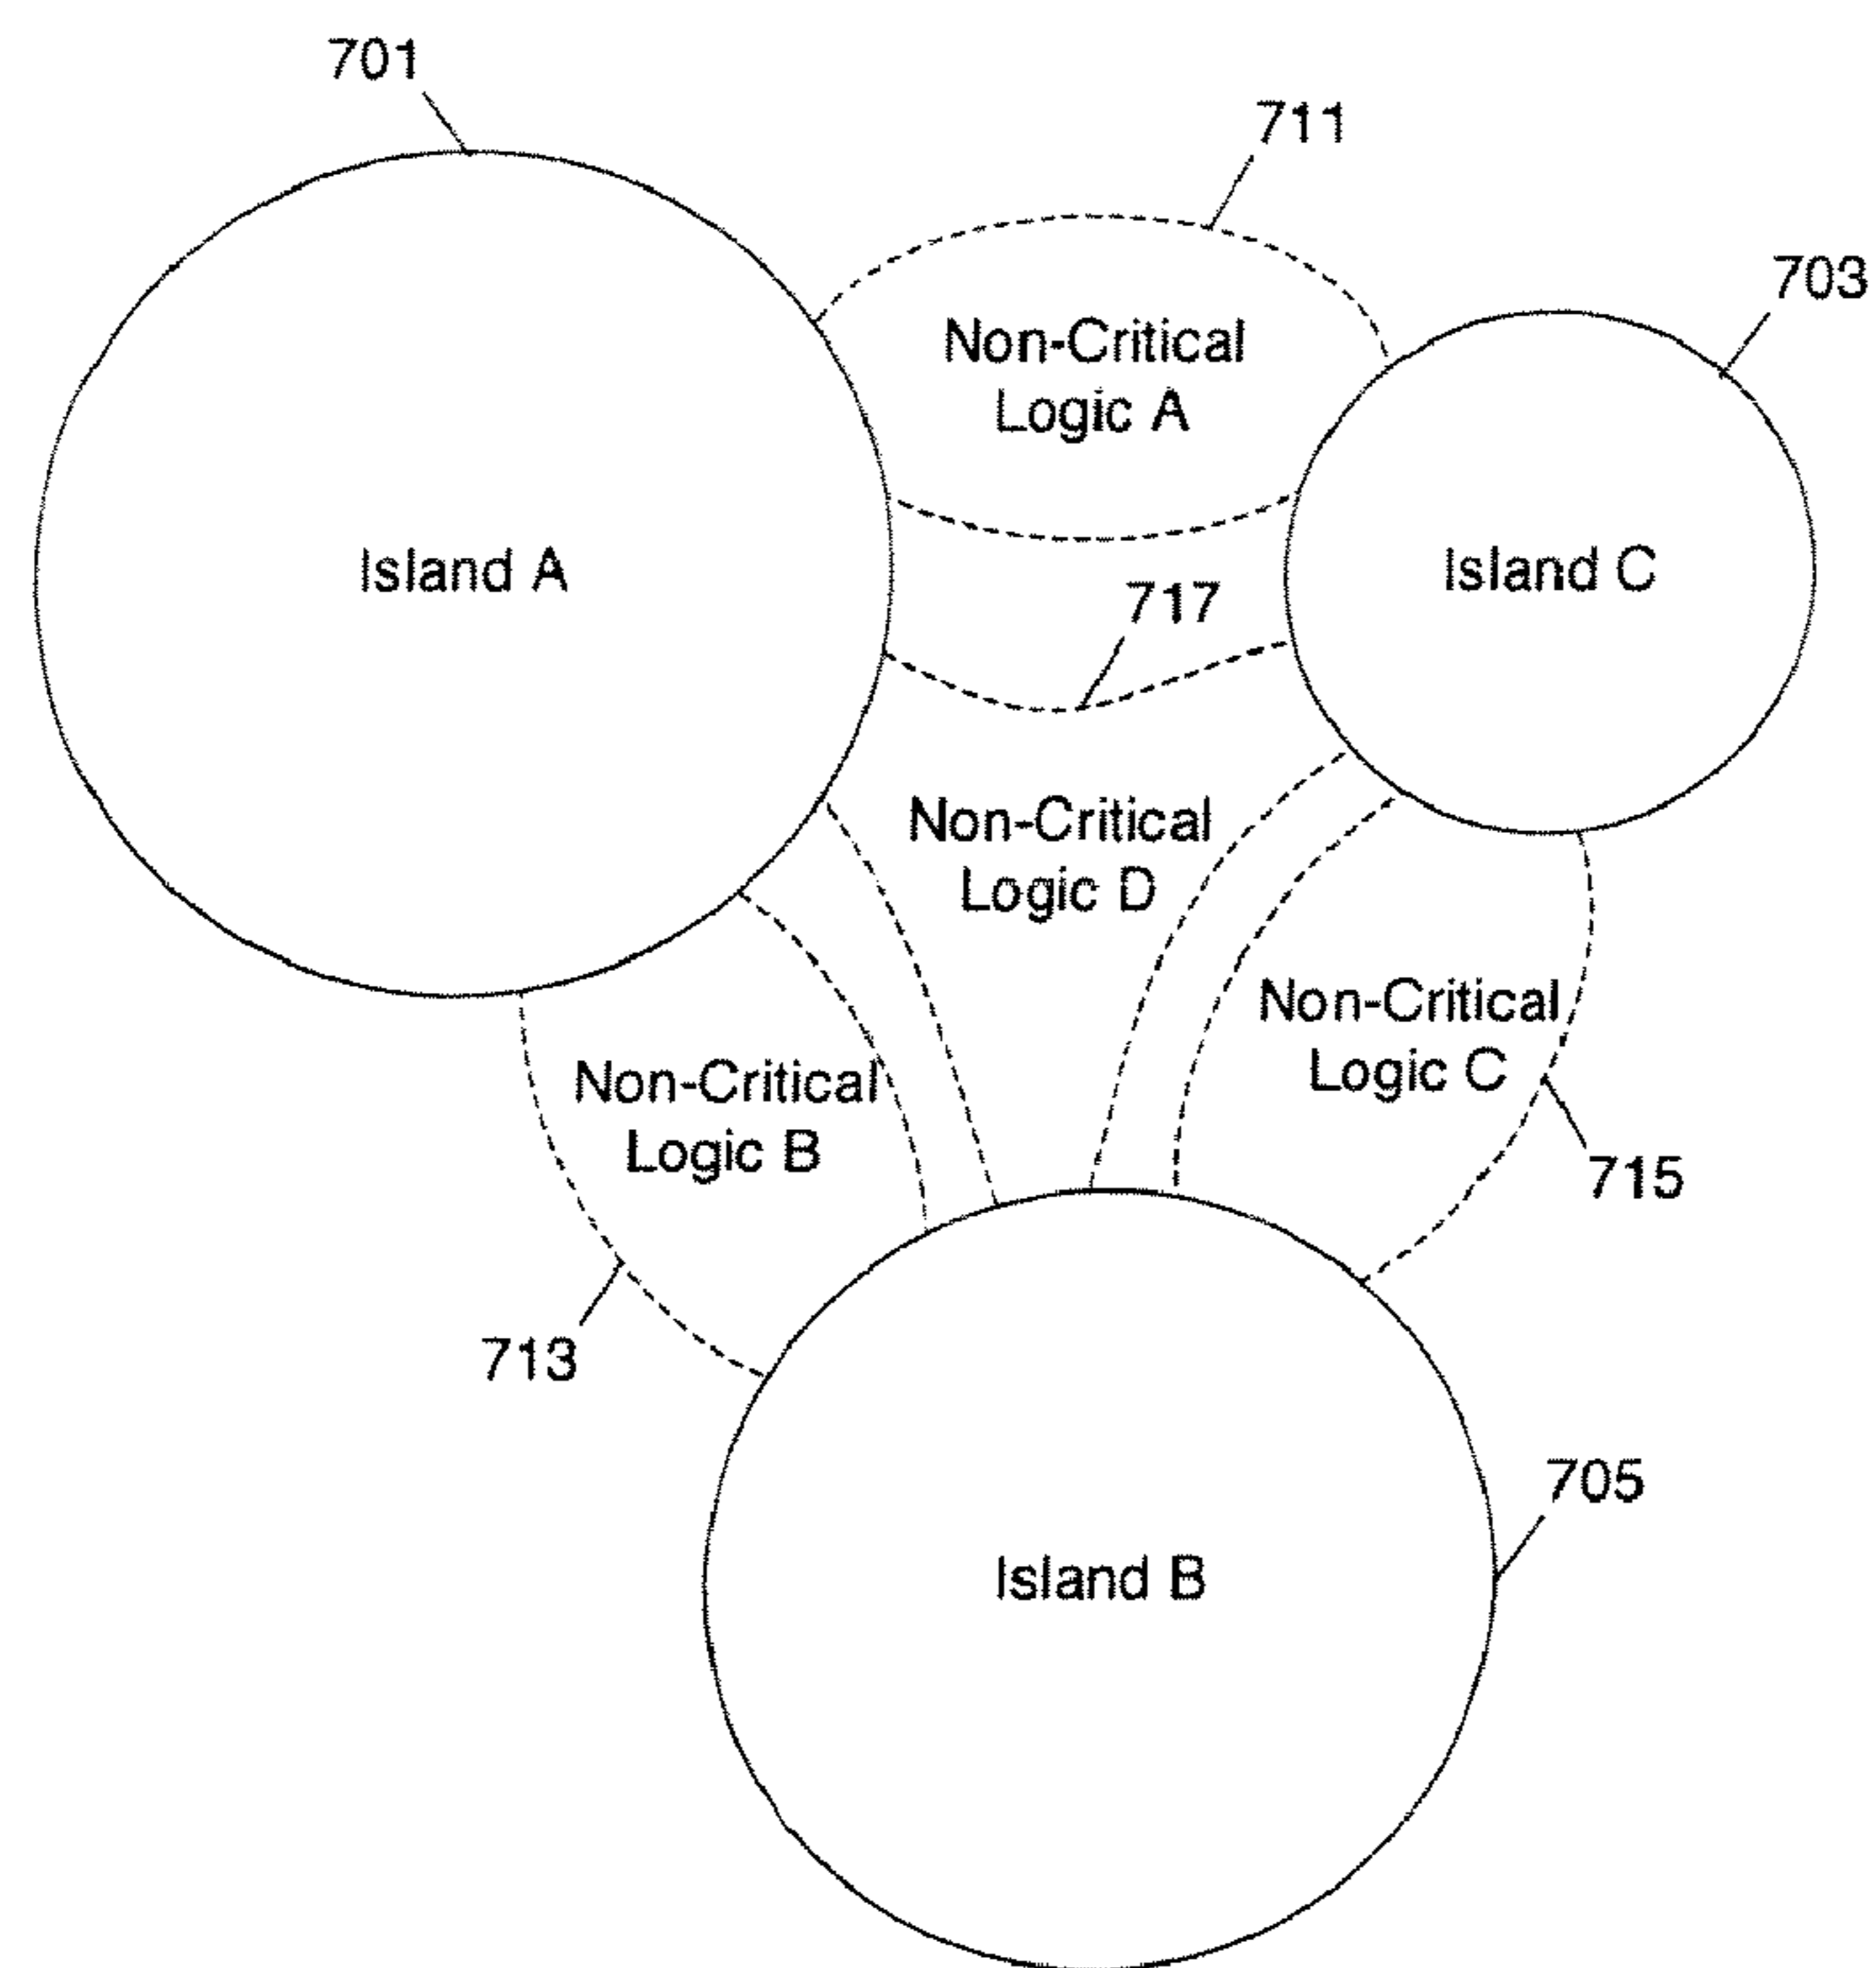 701
711
703
Non-Critical
Logic A
Island A
Island C
717
Non-Critical
Logic D
Non-Critical
Logic C
Non-Critical
Logic B
715
713
705
Island B